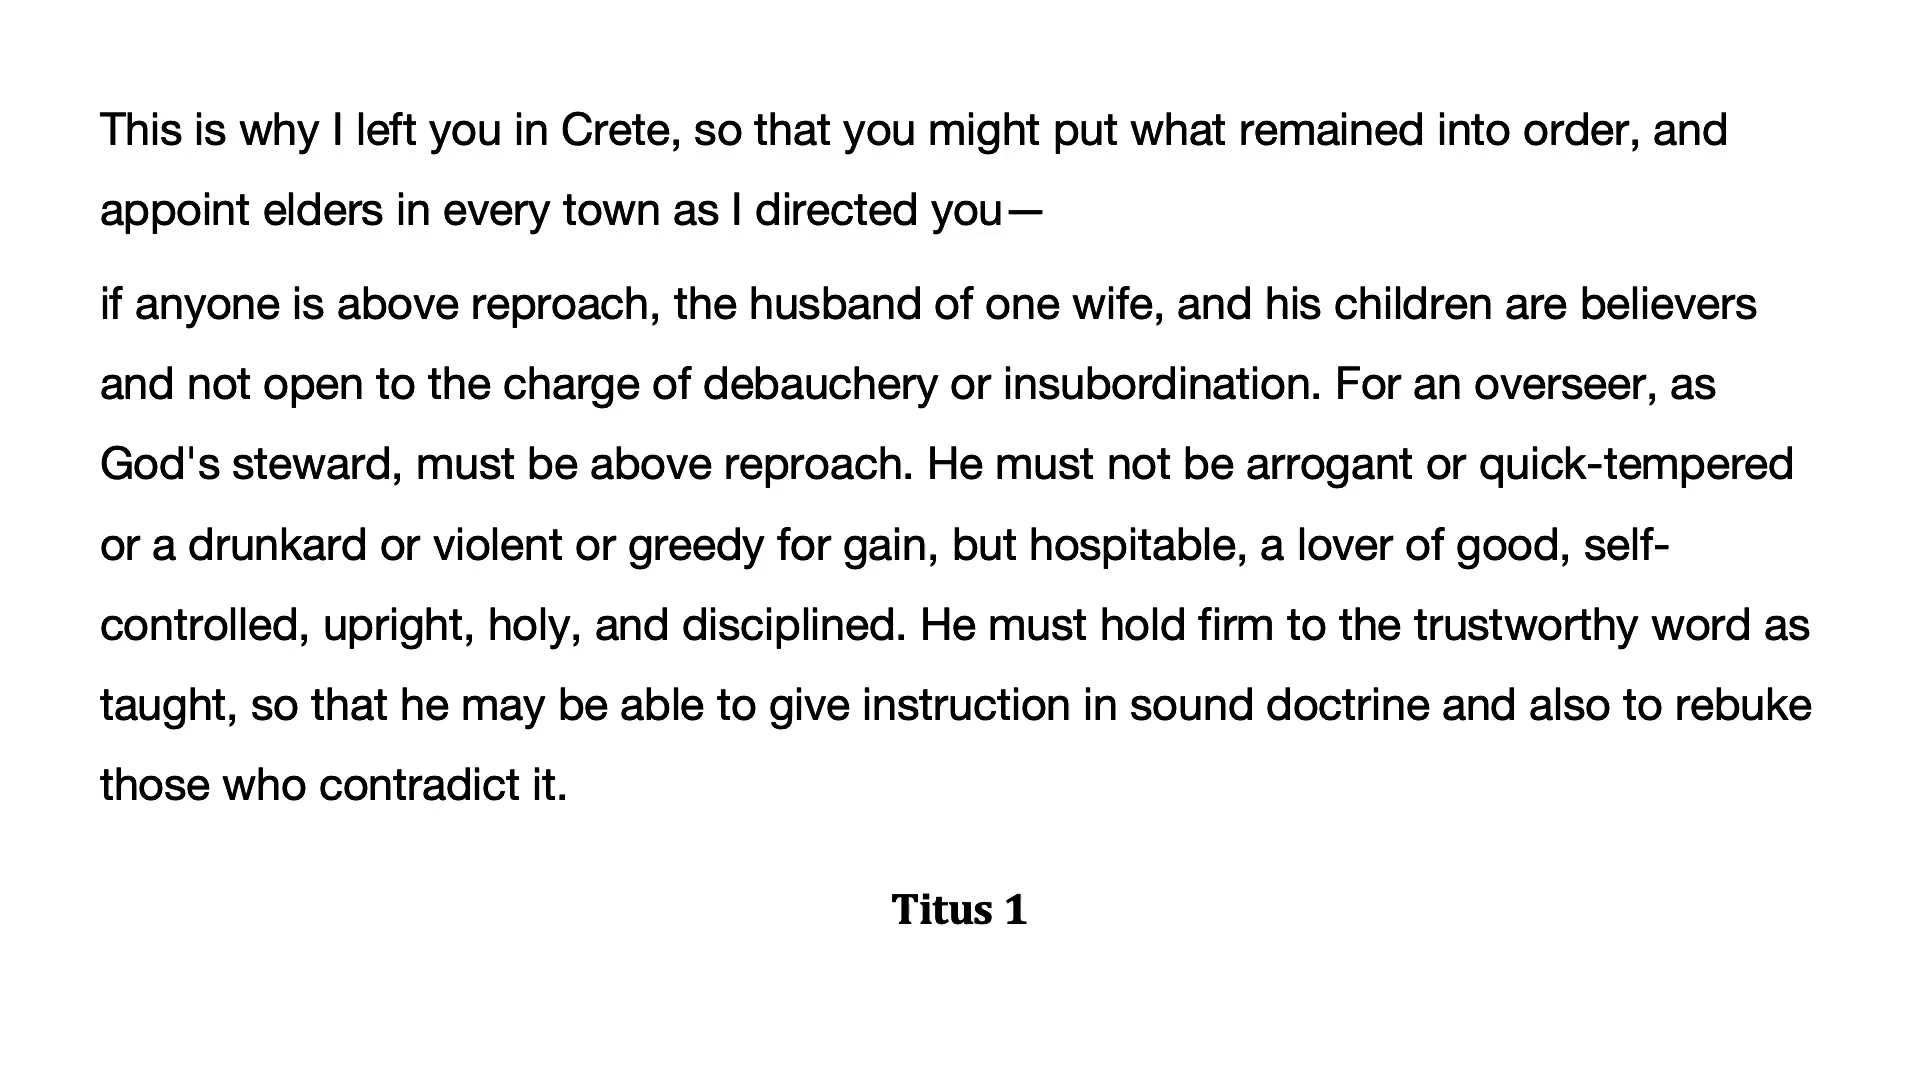 This is why I left you in Crete, so that you might put what remained into order, and
appoint elders in every town as I directed you—
if anyone is above reproach, the husband of one wife, and his children are believers
and not open to the charge of debauchery or insubordination. For an overseer, as
God's steward, must be above reproach. He must not be arrogant or quick-tempered
or a drunkard or violent or greedy for gain, but hospitable, a lover of good, self-
controlled, upright, holy, and disciplined. He must hold firm to the trustworthy word as
taught, so that he may be able to give instruction in sound doctrine and also to rebuke
those who contradict it.
Titus 1